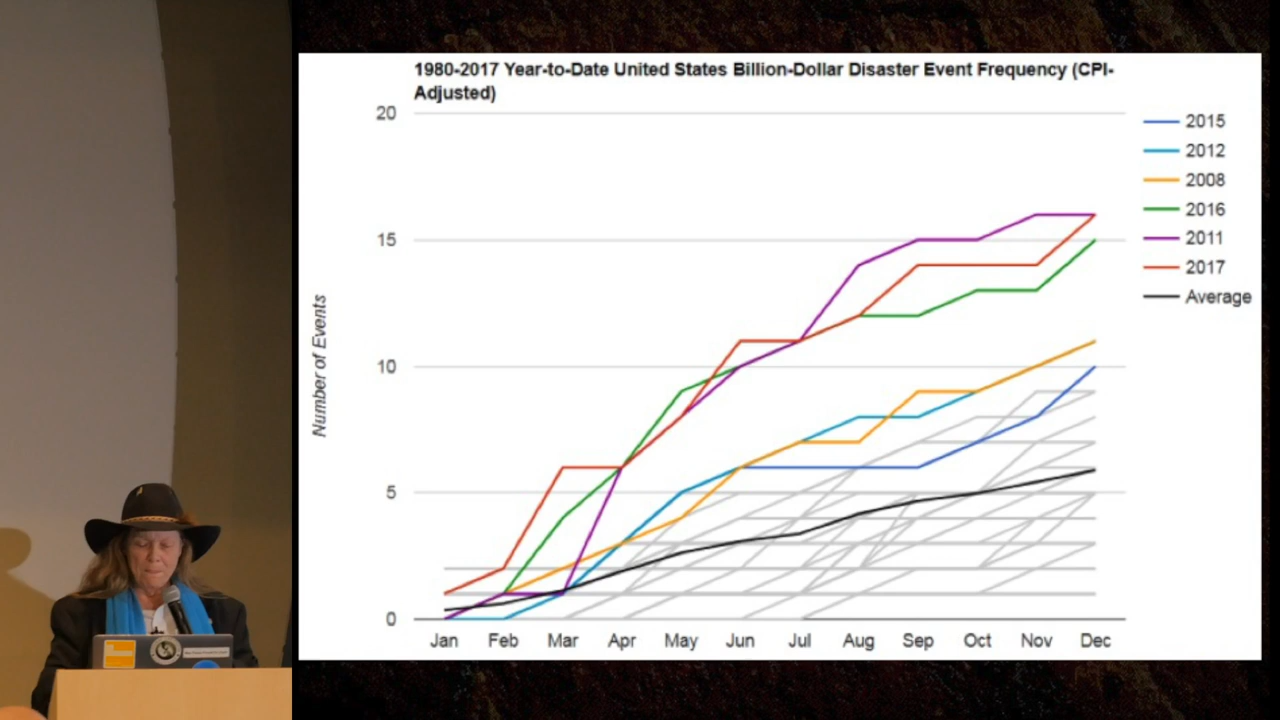 1980-2017 Year-to-Date United States Billion-Dollar Disaster Event Frequency (CPI-
Adjusted)
20
15
10
5
0
Number of Events
Jan Feb Mar Apr May Jun Jul Aug Sep Oct Nov Dec
2015
2012
2008
2016
2011
2017
Average